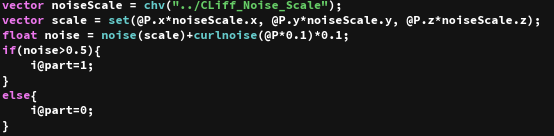 vector noiseScale = chv("../CLiff_Noise_Scale");
vector scale = set(@P.x*noiseScale.x, @P.y*noiseScale.y, @P.z*noiseScale.z);
float noise = noise(scale)+curlnoise(@P*0.1)*0.1;
if(noise>0.5){
    i@part=1;
}
else{
    i@part=0;
}